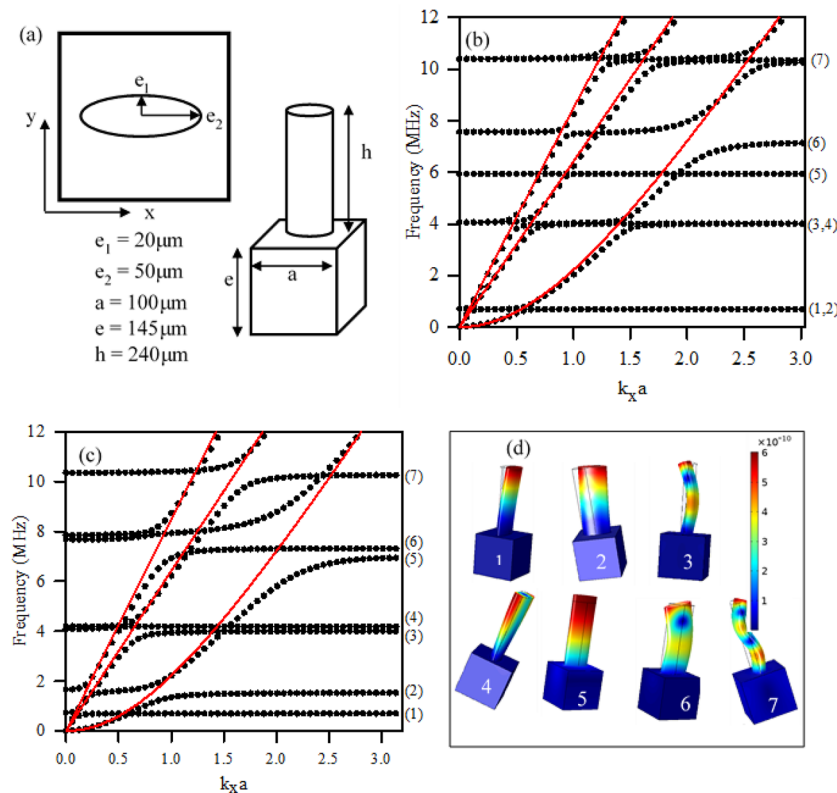 (a)
e1
e2
y
x
e1 = 20μm
e2 = 50μm
a = 100μm
e = 145μm
h = 240μm
h
e
a
(b)
Frequency (MHz)
12
10
8
6
4
2
0
0.0 0.5 1.0 1.5 2.0 2.5 3.0
kxa
(7)
(6)
(5)
(3,4)
(1,2)
(c)
Frequency (MHz)
12
10
8
6
4
2
0
0.0 0.5 1.0 1.5 2.0 2.5 3.0
kxa
(7)
(6)
(5)
(4)
(3)
(2)
(1)
(d)
×10⁻¹⁰
6
5
4
3
2
1
1
2
3
4
5
6
7